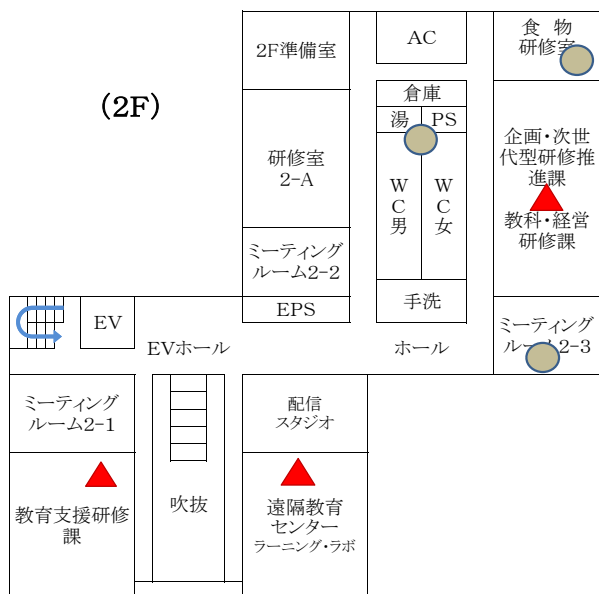 (2F)
2F準備室
AC
食 物
研修室
倉庫
湯
PS
研修室
2-A
WC男
WC女
企画・次世
代型研修推
進課
教科・経営
研修課
ミーティング
ルーム2-2
EPS
手洗
EV
EVホール
ホール
ミーティング
ルーム2-3
ミーティング
ルーム2-1
配信
スタジオ
教育支援研修
課
吹抜
遠隔教育
センター
ラーニング・ラボ